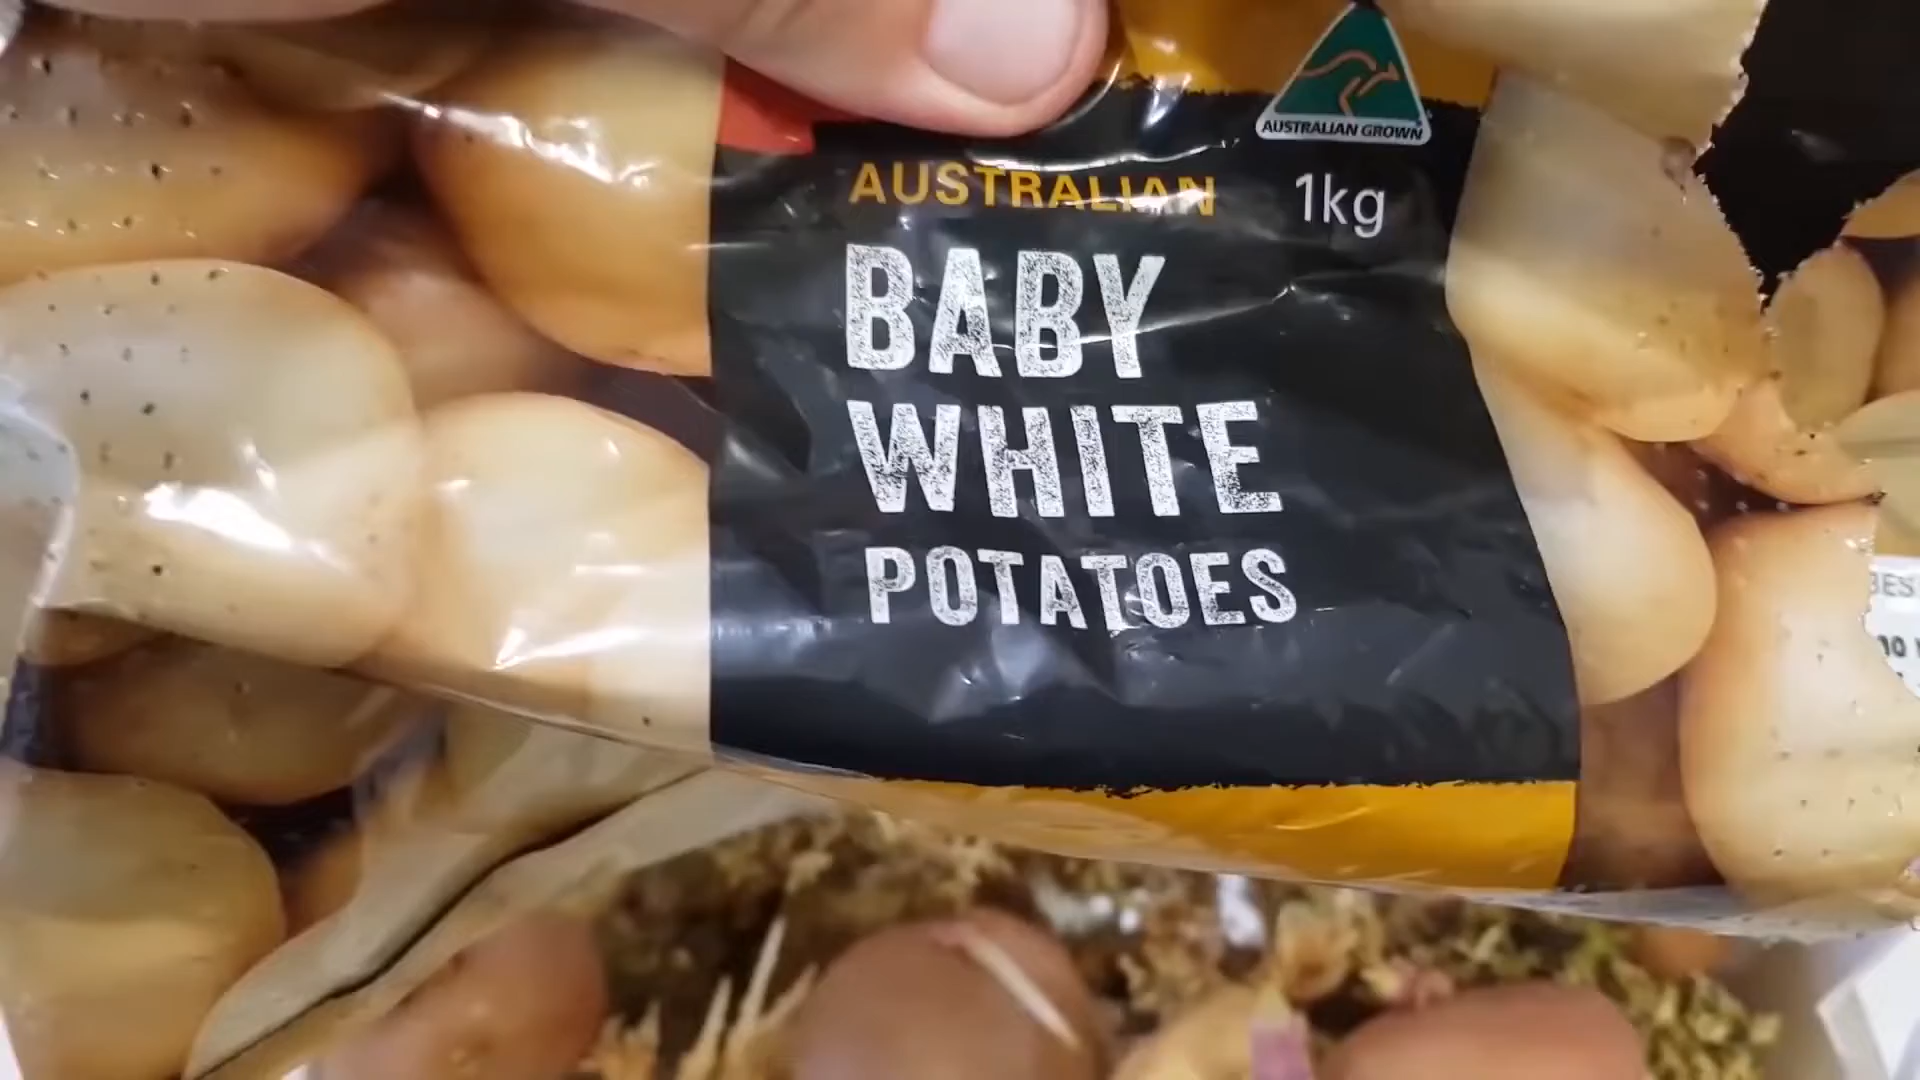 AUSTRALIAN GROWN
AUSTRALIAN 1kg
BABY
WHITE
POTATOES